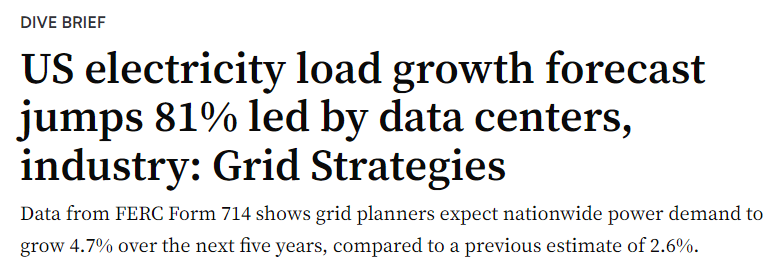 DIVE BRIEF
US electricity load growth forecast
jumps 81% led by data centers,
industry: Grid Strategies
Data from FERC Form 714 shows grid planners expect nationwide power demand to
grow 4.7% over the next five years, compared to a previous estimate of 2.6%.